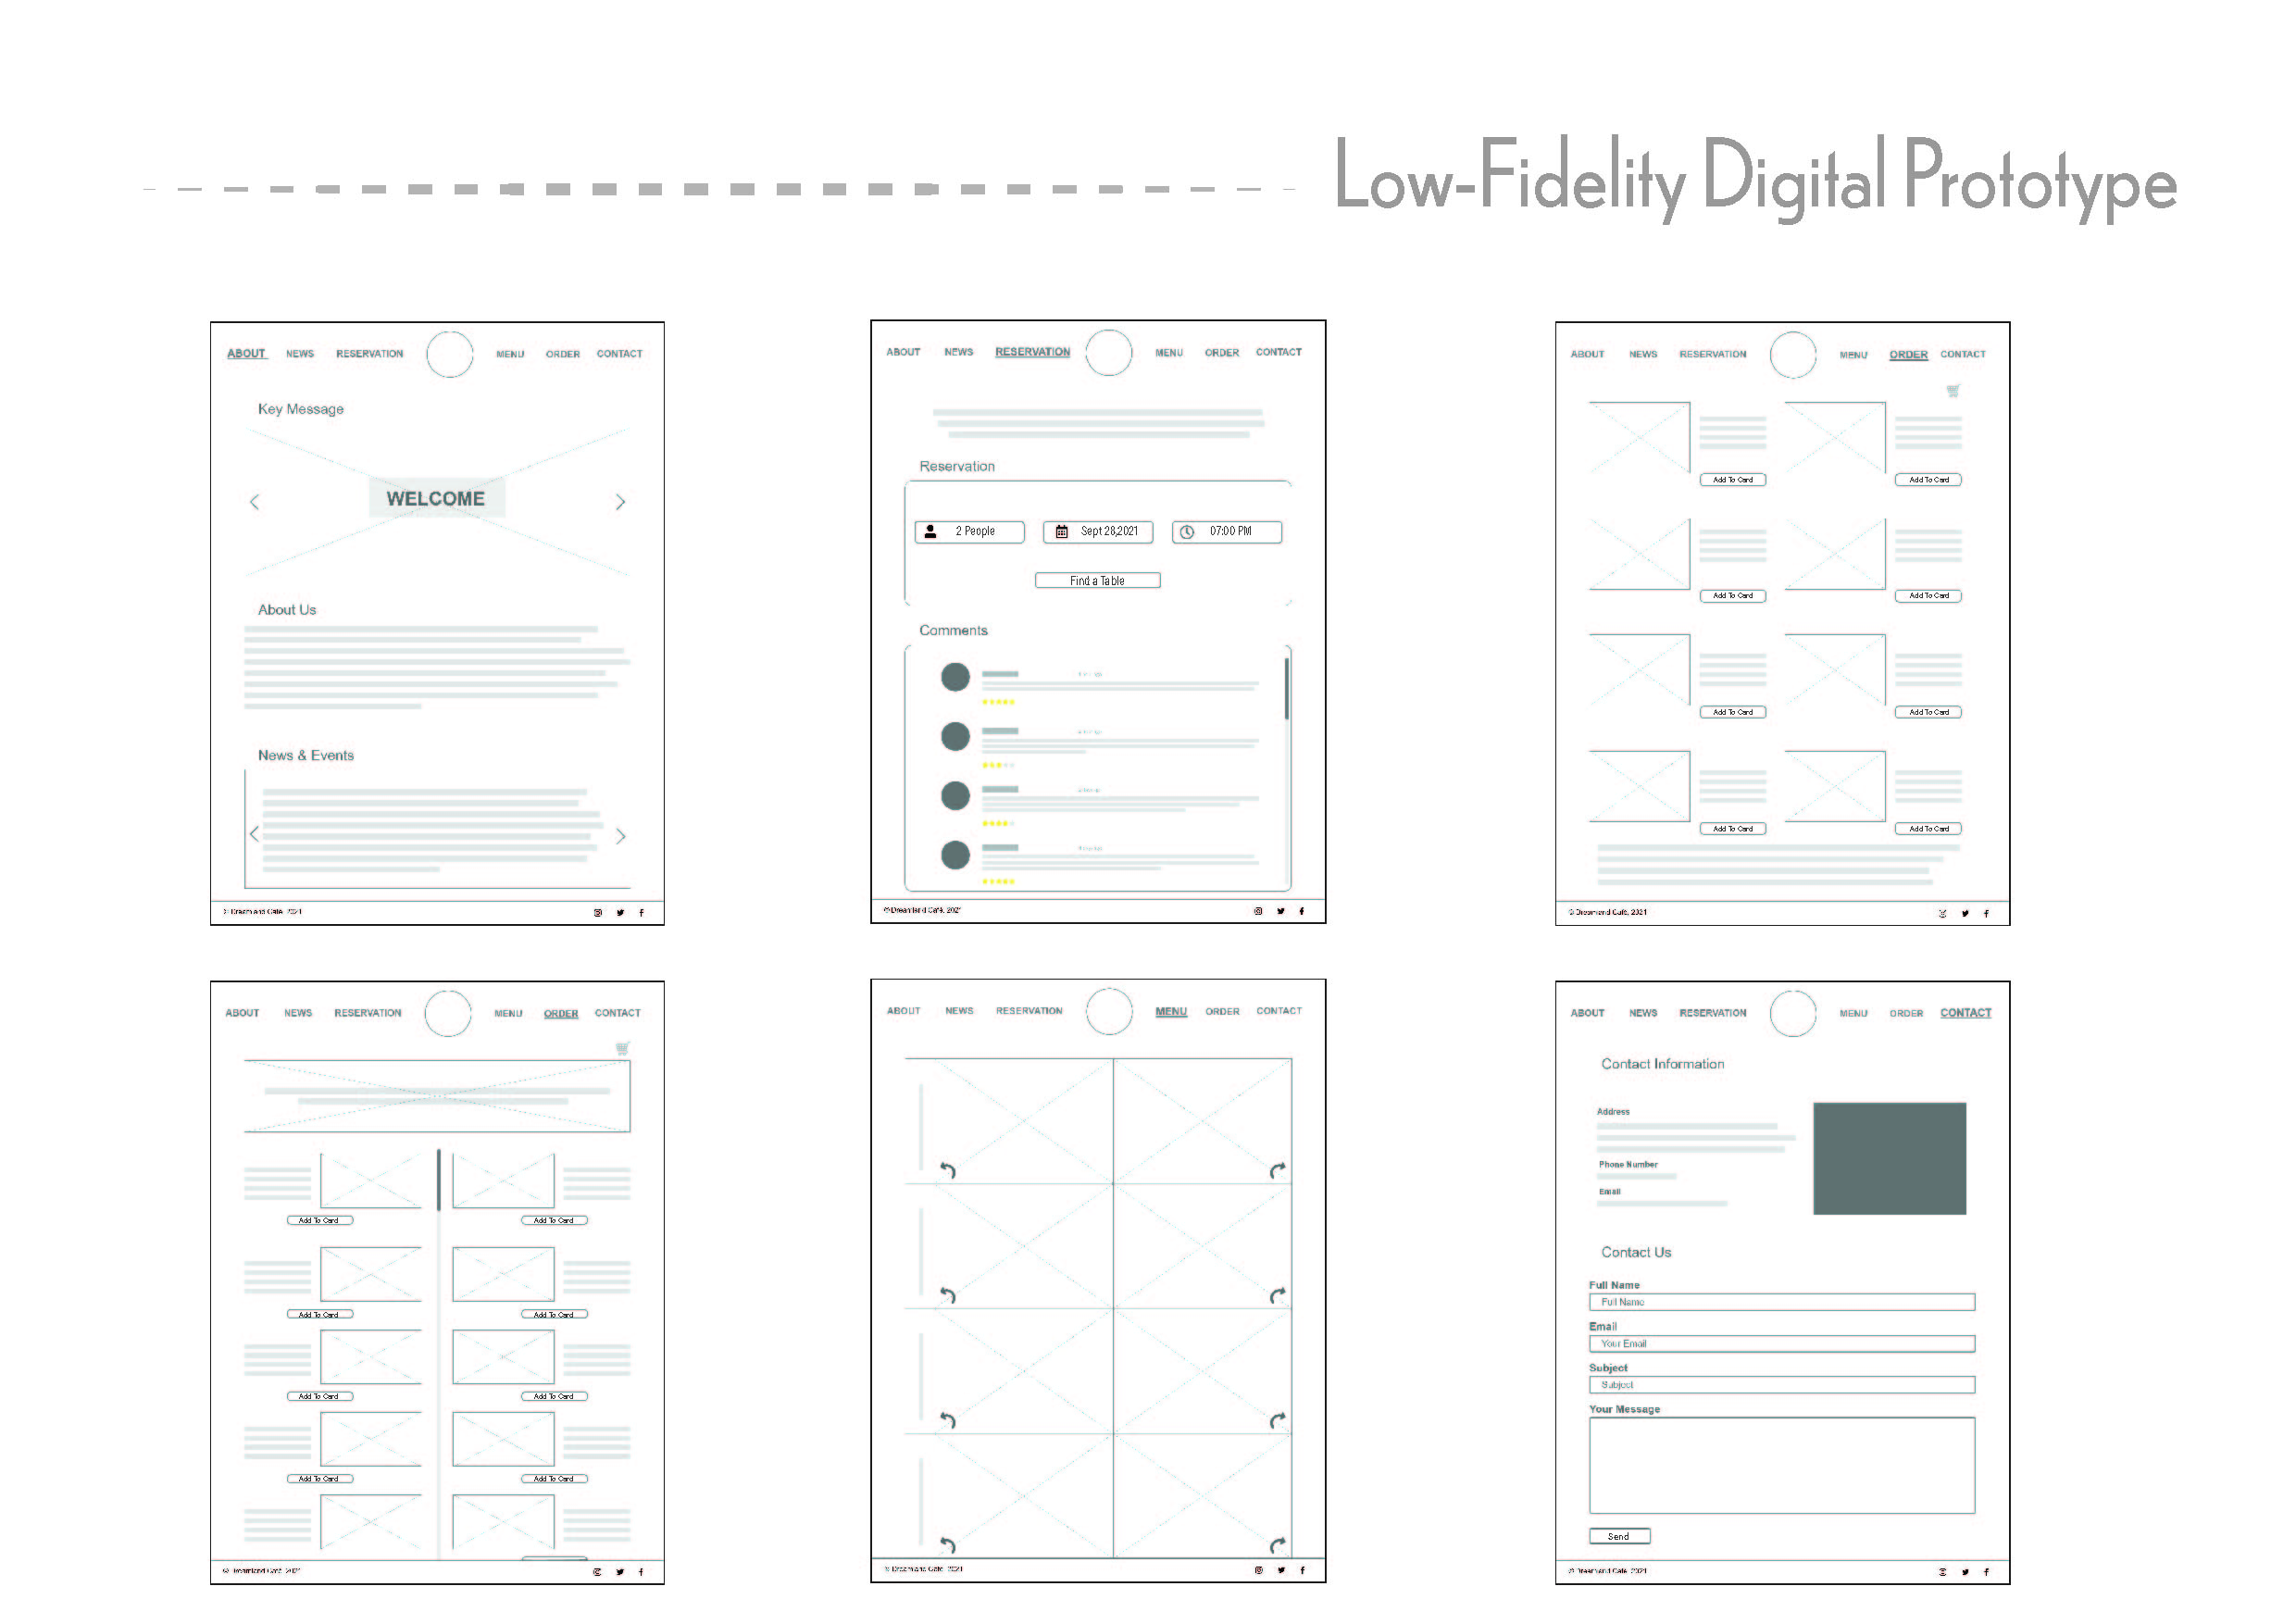 Low-Fidelity Digital Prototype
ABOUT NEWS RESERVATION MENU ORDER CONTACT
Key Message
WELCOME
About Us
News & Events
© Dreamland Cafe, 2021
ABOUT NEWS RESERVATION MENU ORDER CONTACT
Reservation
2 People Sept 28,2021 07:00 PM
Find a Table
Comments
© Dreamland Café, 2021
ABOUT NEWS RESERVATION MENU ORDER CONTACT
Add To Card Add To Card
Add To Card Add To Card
Add To Card Add To Card
Add To Card Add To Card
© Dreamland Café, 2021
ABOUT NEWS RESERVATION MENU ORDER CONTACT
Add To Card Add To Card
Add To Card Add To Card
Add To Card Add To Card
Add To Card Add To Card
© Dreamland Café, 2021
ABOUT NEWS RESERVATION MENU ORDER CONTACT
© Dreamland Cafe, 2021
ABOUT NEWS RESERVATION MENU ORDER CONTACT
Contact Information
Address
Phone Number
Email
Contact Us
Full Name
Full Name
Email
Your Email
Subject
Subject
Your Message
Send
© Dreamland Café, 2021